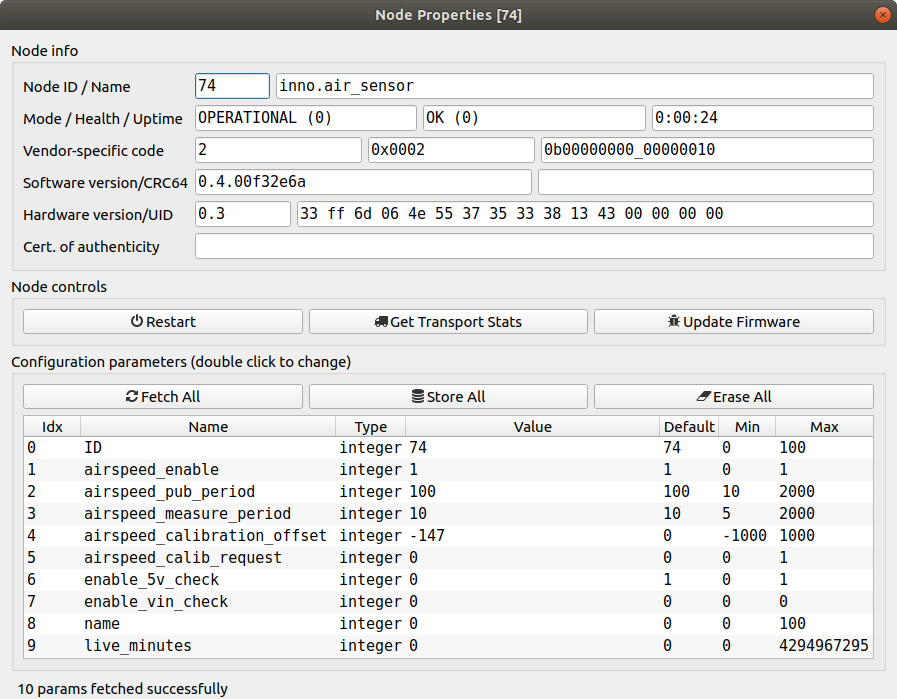 Node Properties [74]
Node info
Node ID / Name 74 inno.air_sensor
Mode / Health / Uptime OPERATIONAL (0) OK (0) 0:00:24
Vendor-specific code 2 0x0002 0b00000000_00000010
Software version/CRC64 0.4.00f32e6a
Hardware version/UID 0.3 33 ff 6d 06 4e 55 37 35 33 38 13 43 00 00 00 00
Cert. of authenticity
Node controls
Restart Get Transport Stats Update Firmware
Configuration parameters (double click to change)
Fetch All Store All Erase All
Idx Name Type Value Default Min Max
0 ID integer 74 74 0 100
1 airspeed_enable integer 1 1 0 1
2 airspeed_pub_period integer 100 100 10 2000
3 airspeed_measure_period integer 10 10 5 2000
4 airspeed_calibration_offset integer -147 0 -1000 1000
5 airspeed_calib_request integer 0 0 0 1
6 enable_5v_check integer 0 1 0 1
7 enable_vin_check integer 0 0 0 0
8 name integer 0 0 0 100
9 live_minutes integer 0 0 0 4294967295
10 params fetched successfully